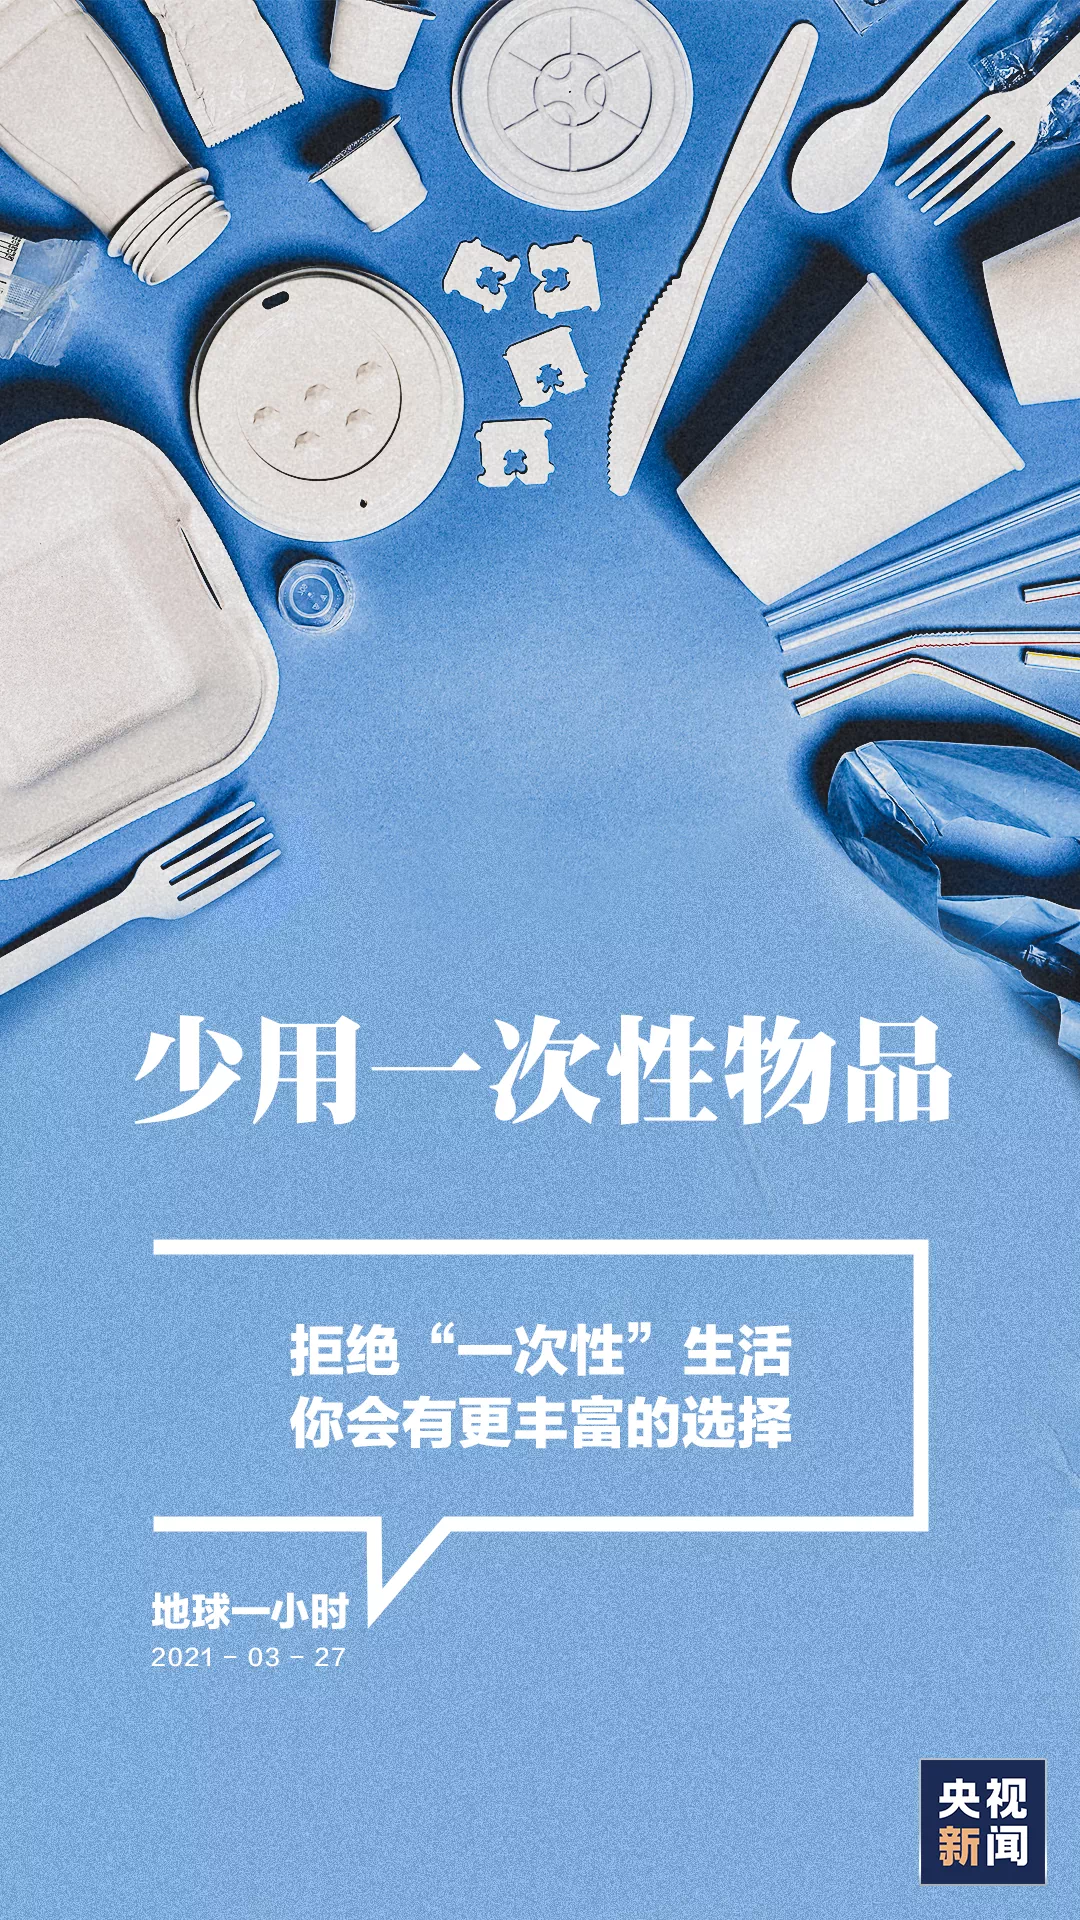 少用一次性物品
拒绝“一次性”生活
你会有更丰富的选择
地球一小时
2021－03－27
央视
新闻